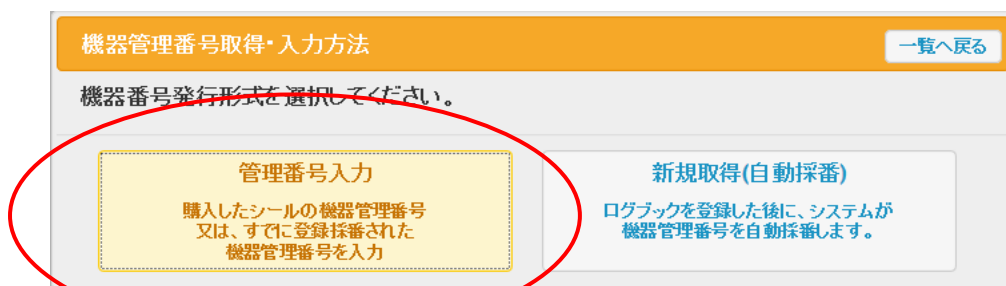 機器管理番号取得・入力方法
一覧へ戻る
機器番号発行形式を選択してください。
管理番号入力
購入したシールの機器管理番号
又は、すでに登録採番された
機器管理番号を入力
新規取得(自動採番)
ログブックを登録した後に、システムが
機器管理番号を自動採番します。